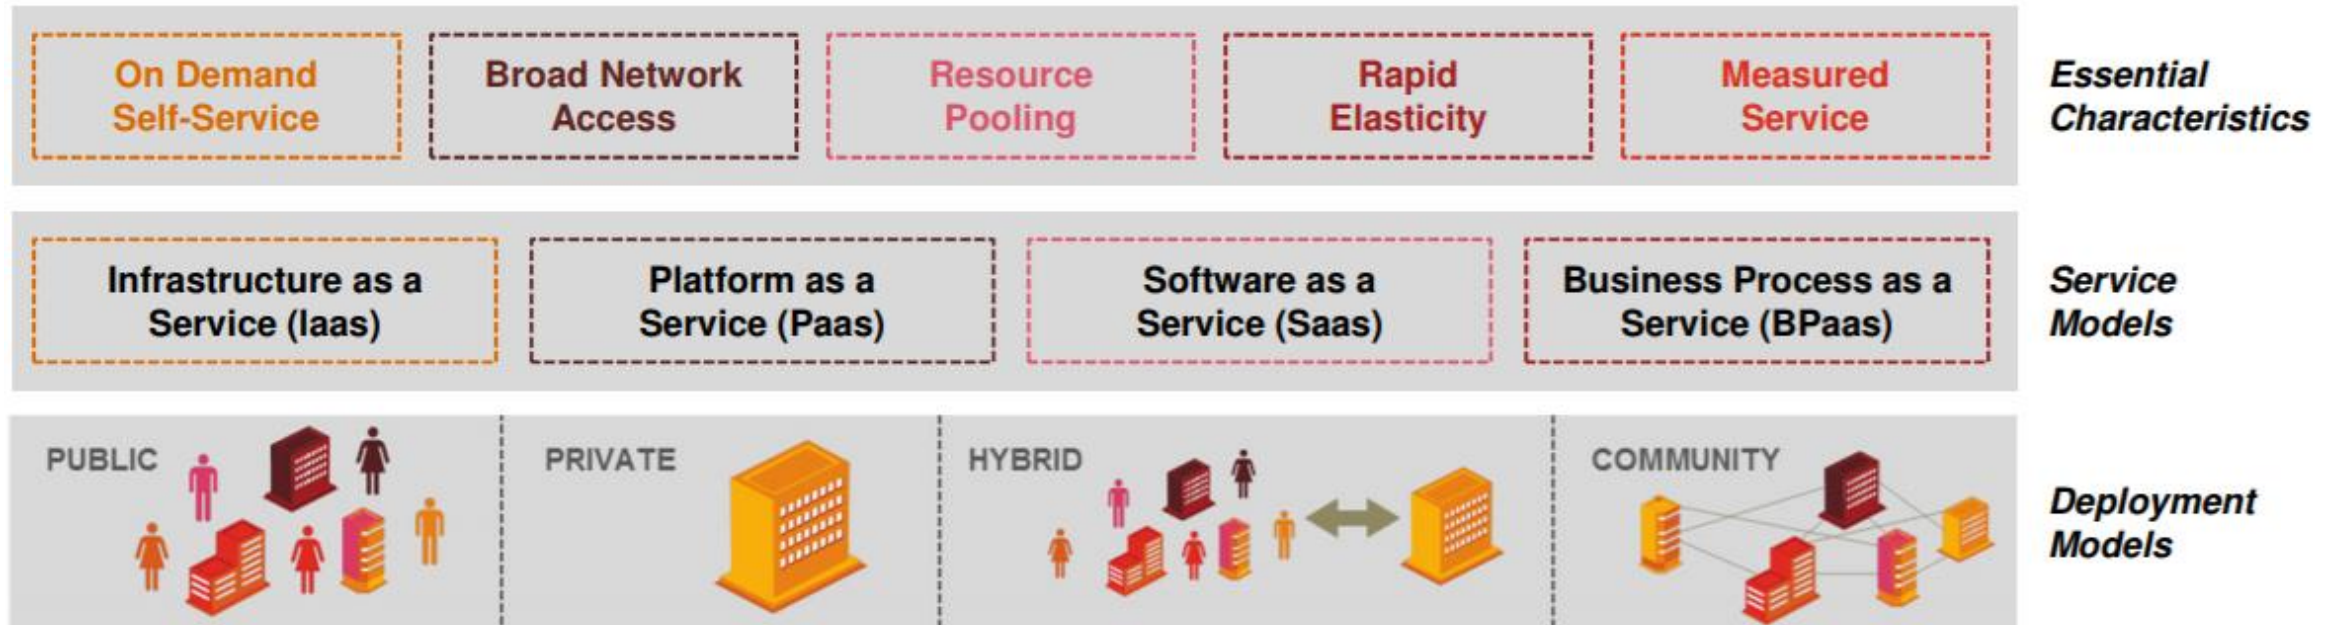 On Demand
Self-Service
Broad Network
Access
Resource
Pooling
Rapid
Elasticity
Measured
Service
Essential
Characteristics
Infrastructure as a
Service (Iaas)
Platform as a
Service (Paas)
Software as a
Service (Saas)
Business Process as a
Service (BPaas)
Service
Models
PUBLIC
PRIVATE
HYBRID
COMMUNITY
Deployment
Models